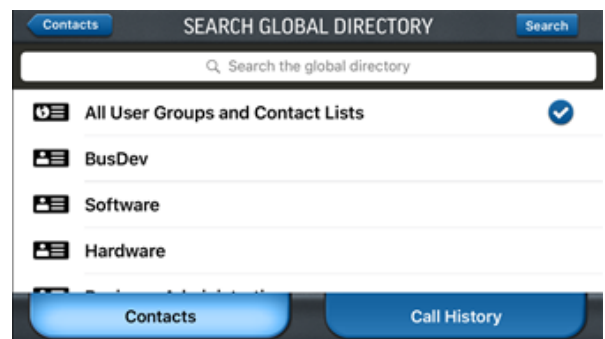 Contacts
SEARCH GLOBAL DIRECTORY
Search
Search the global directory
All User Groups and Contact Lists
BusDev
Software
Hardware
Contacts
Call History